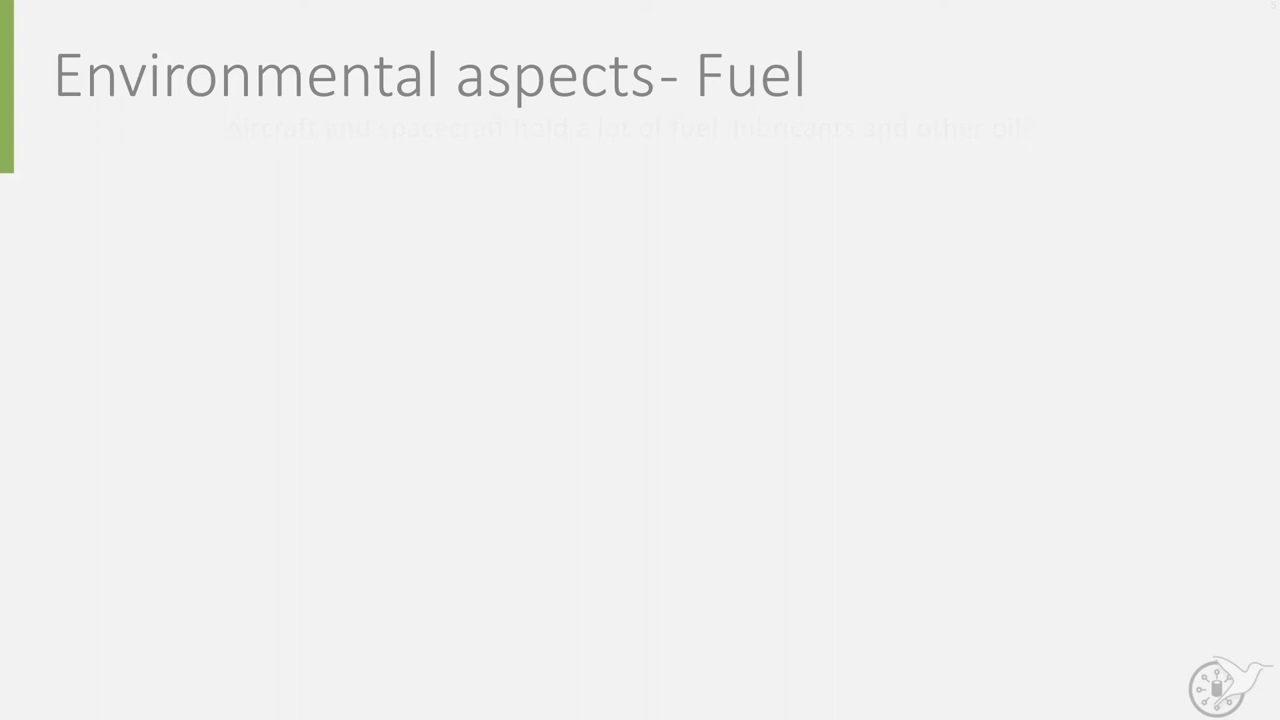 Environmental aspects - Fuel
aircraft and spacecraft hold a lot of fuel, lubricants and other oils